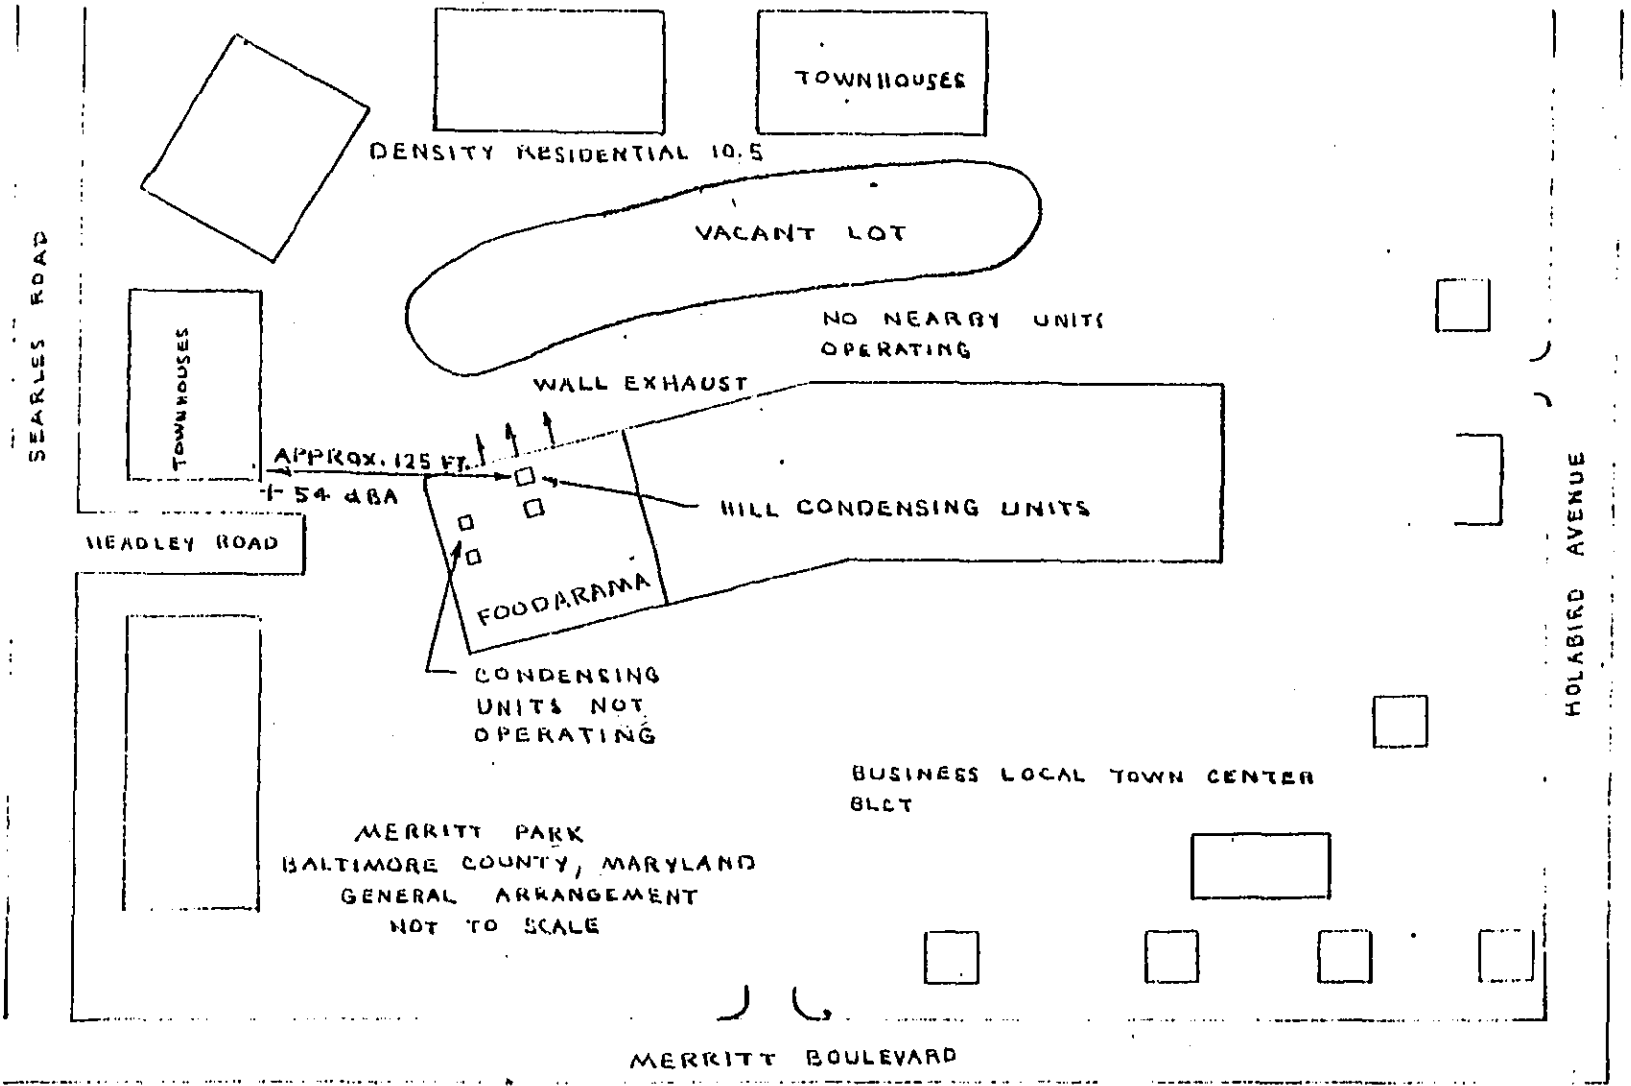 TOWNHOUSES
DENSITY RESIDENTIAL 10.5
VACANT LOT
SEARLES ROAD
TOWNHOUSES
NO NEARBY UNITS
OPERATING
WALL EXHAUST
APPROX. 125 FT.
+ 54 dBA
HILL CONDENSING UNITS
HEADLEY ROAD
FOODARAMA
HOLABIRD AVENUE
CONDENSING
UNITS NOT
OPERATING
BUSINESS LOCAL TOWN CENTER
BLCT
MERRITT PARK
BALTIMORE COUNTY, MARYLAND
GENERAL ARRANGEMENT
NOT TO SCALE
MERRITT BOULEVARD